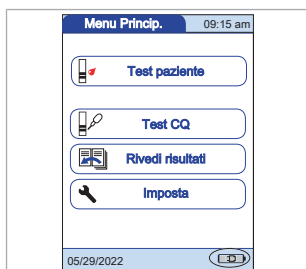 Menu Princip. 09:15 am
Test paziente
Test CQ
Rivedi risultati
Imposta
05/29/2022